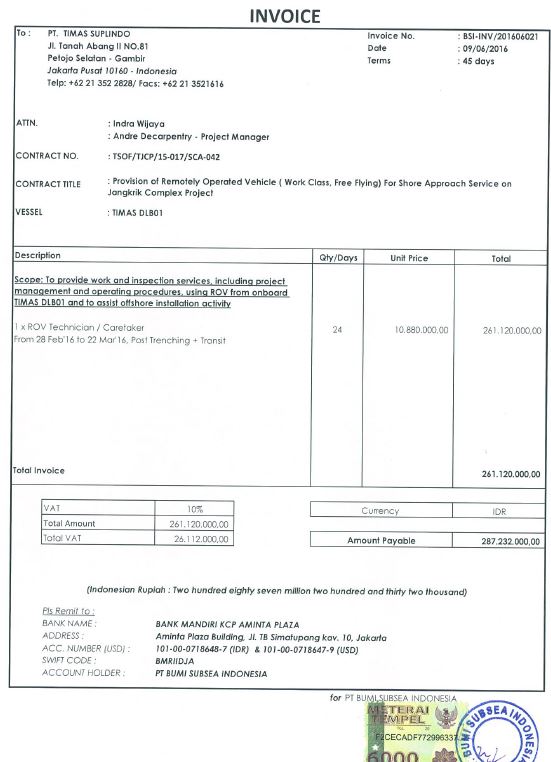 INVOICE
To : PT. TIMAS SUPLINDO
Jl. Tanah Abang II NO.81
Petojo Selatan - Gambir
Jakarta Pusat 10160 - Indonesia
Telp: +62 21 352 2828/ Facs: +62 21 3521616
Invoice No. : BSI-INV/201606021
Date : 09/06/2016
Terms : 45 days
ATTN. : Indra Wijaya
: Andre Decarpentry - Project Manager
CONTRACT NO. : TSOF/TJCP/15-017/SCA-042
CONTRACT TITLE : Provision of Remotely Operated Vehicle ( Work Class, Free Flying) For Shore Approach Service on
Jangkrik Complex Project
VESSEL : TIMAS DLB01
Description Qty/Days Unit Price Total
Scope: To provide work and inspection services, including project
management and operating procedures, using ROV from onboard
TIMAS DLB01 and to assist offshore installation activity
1 x ROV Technician / Caretaker 24 10.880.000,00 261.120.000,00
From 28 Feb'16 to 22 Mar'16, Post Trenching + Transit
Total Invoice 261.120.000,00
VAT 10%
Total Amount 261.120.000,00
Total VAT 26.112.000,00
Currency IDR
Amount Payable 287.232.000,00
(Indonesian Rupiah : Two hundred eighty seven million two hundred and thirty two thousand)
Pls Remit to :
BANK NAME : BANK MANDIRI KCP AMINTA PLAZA
ADDRESS : Aminta Plaza Building, Jl. TB Simatupang kav. 10, Jakarta
ACC. NUMBER (USD) : 101-00-0718648-7 (IDR) & 101-00-0718647-9 (USD)
SWIFT CODE : BMRIIDJA
ACCOUNT HOLDER : PT BUMI SUBSEA INDONESIA
for PT BUMI SUBSEA INDONESIA
METERAI
TEMPEL
F2CECADF772996337
6000
BUMI SUBSEA INDONESIA